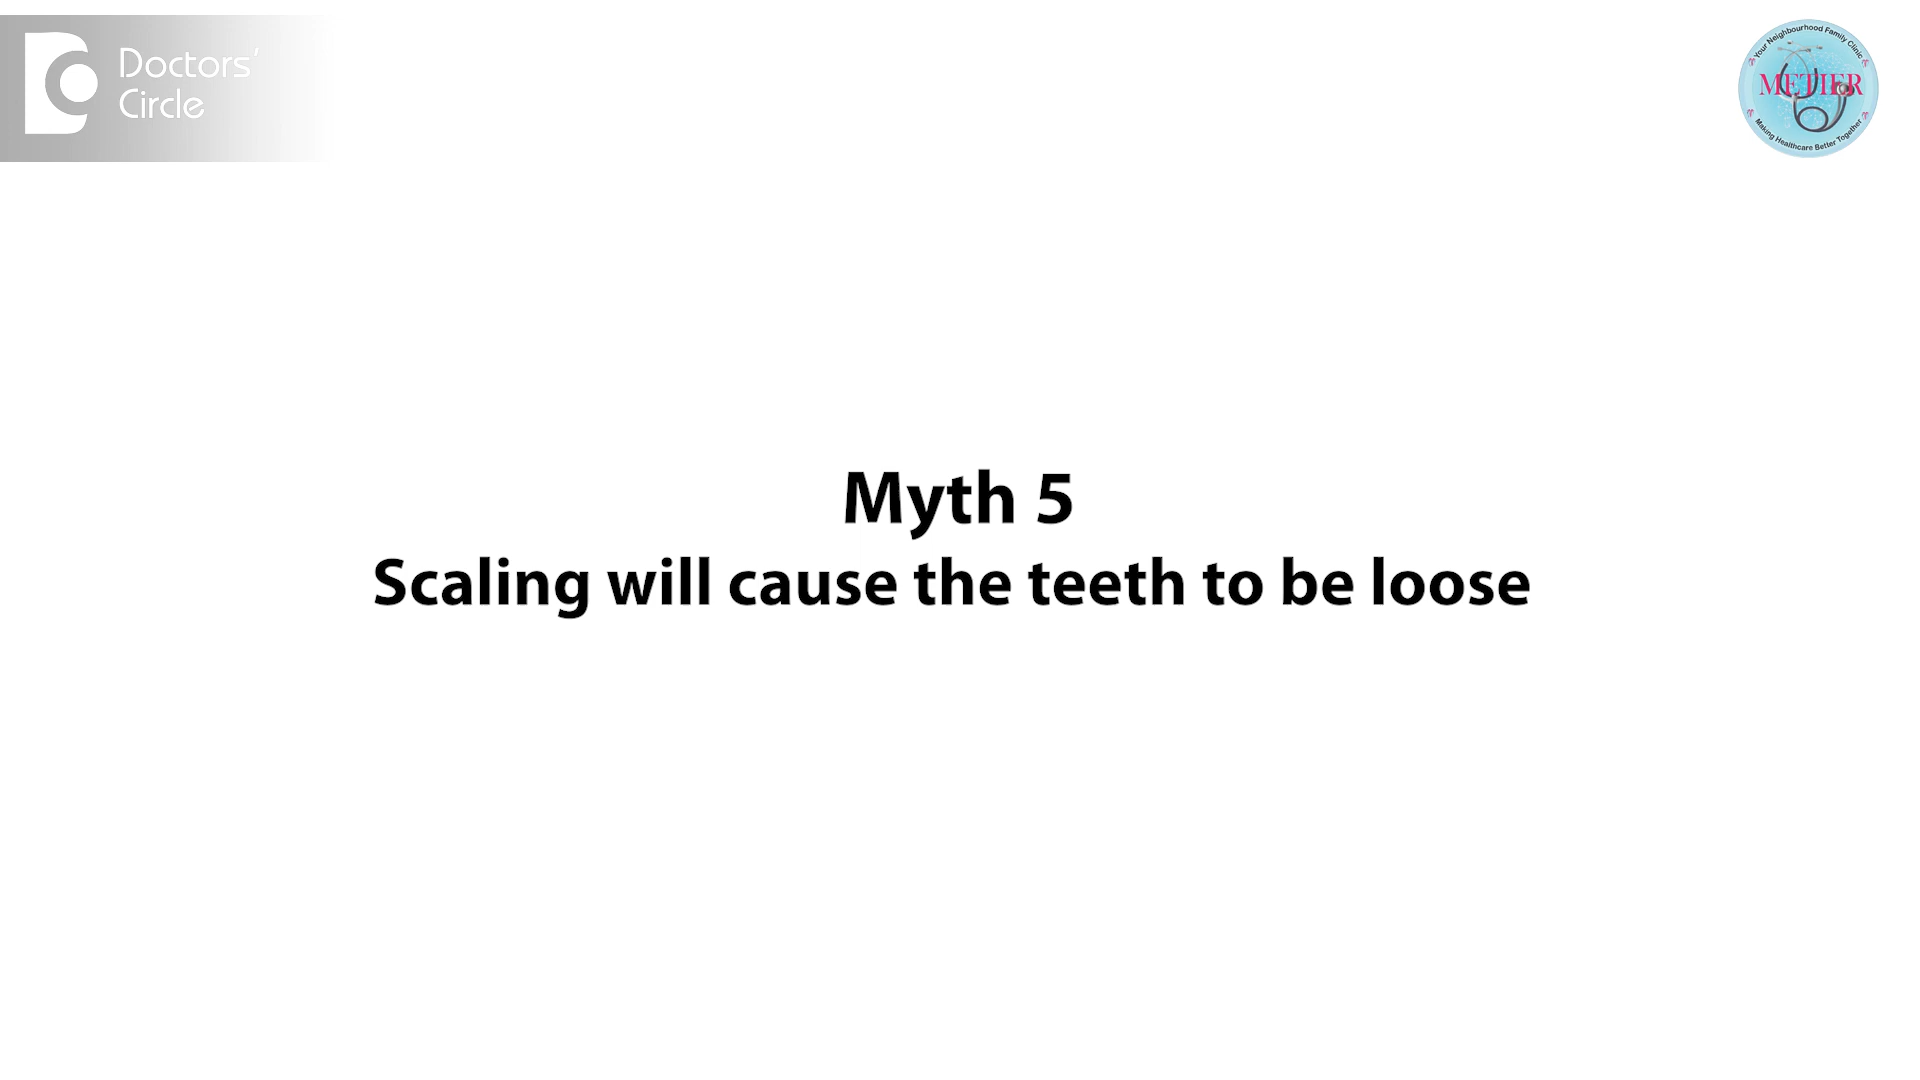 Doctors'
Circle
Your Neighbourhood Family Clinic
METIER
Making Healthcare Better Together
Myth 5
Scaling will cause the teeth to be loose